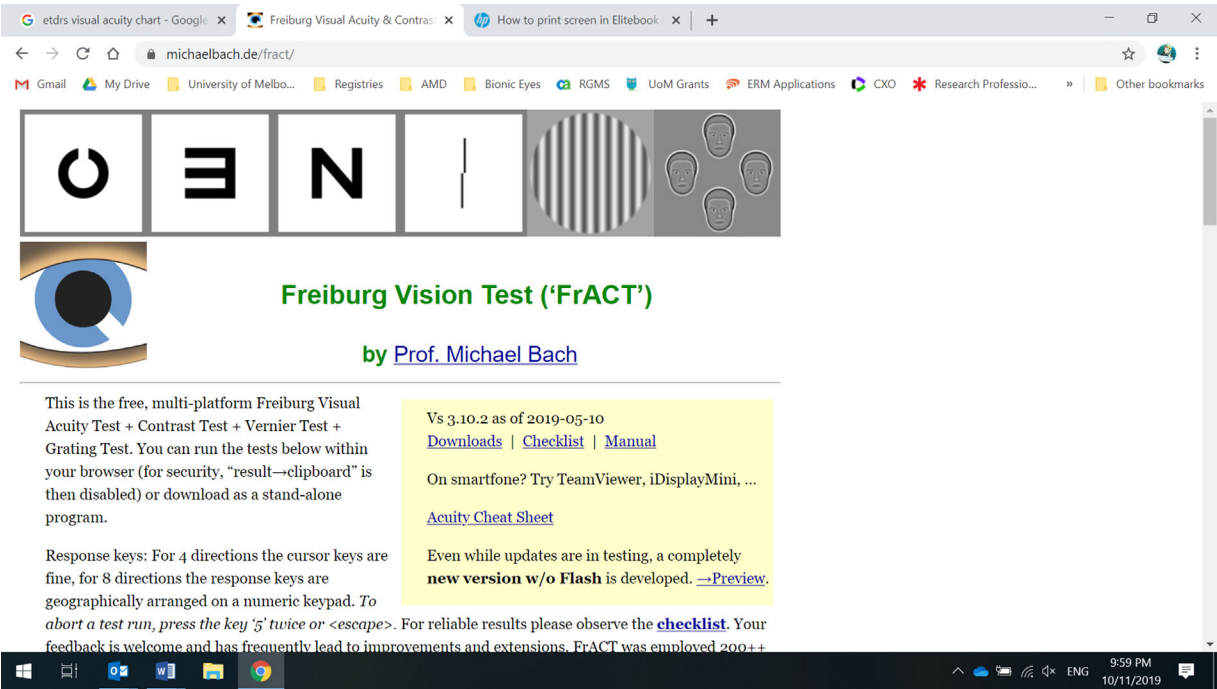 etdrs visual acuity chart - Google
Freiburg Visual Acuity & Contras
How to print screen in Elitebook
michaelbach.de/fract/
Gmail My Drive University of Melbo... Registries AMD Bionic Eyes RGMS UoM Grants ERM Applications CXO Research Professio... » Other bookmarks
Freiburg Vision Test (‘FrACT’)
by Prof. Michael Bach
This is the free, multi-platform Freiburg Visual
Acuity Test + Contrast Test + Vernier Test +
Grating Test. You can run the tests below within
your browser (for security, “result→clipboard” is
then disabled) or download as a stand-alone
program.
Vs 3.10.2 as of 2019-05-10
Downloads | Checklist | Manual
On smartfone? Try TeamViewer, iDisplayMini, ...
Acuity Cheat Sheet
Even while updates are in testing, a completely
new version w/o Flash is developed. →Preview.
Response keys: For 4 directions the cursor keys are
fine, for 8 directions the response keys are
geographically arranged on a numeric keypad. To
abort a test run, press the key ‘5’ twice or <escape>. For reliable results please observe the checklist. Your
feedback is welcome and has frequently lead to improvements and extensions. FrACT was employed 200++
ENG
9:59 PM
10/11/2019